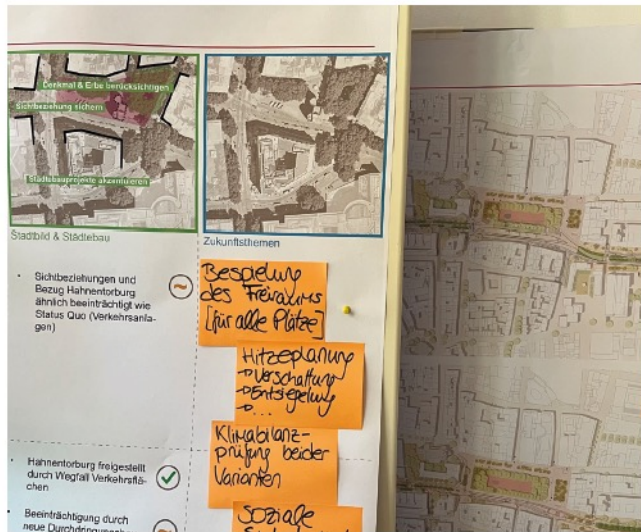 Denkmal & Erbe berücksichtigen
Sichtbeziehung sichern
Städtebauprojekte akzentuieren
Stadtbild & Städtebau
Zukunftsthemen
• Sichtbeziehungen und
Bezug Hahnentorburg
ähnlich beeinträchtigt wie
Status Quo (Verkehrsanla-
gen)
~
Bespielung
des Freiraums
[für alle Plätze]
Hitzeplanung
→ Verschattung
→ Entsiegelung
→ ...
Klimabilanz-
prüfung beider
Varianten
• Hahnentorburg freigestellt
durch Wegfall Verkehrsflä-
chen
Soziale
• Beeinträchtigung durch